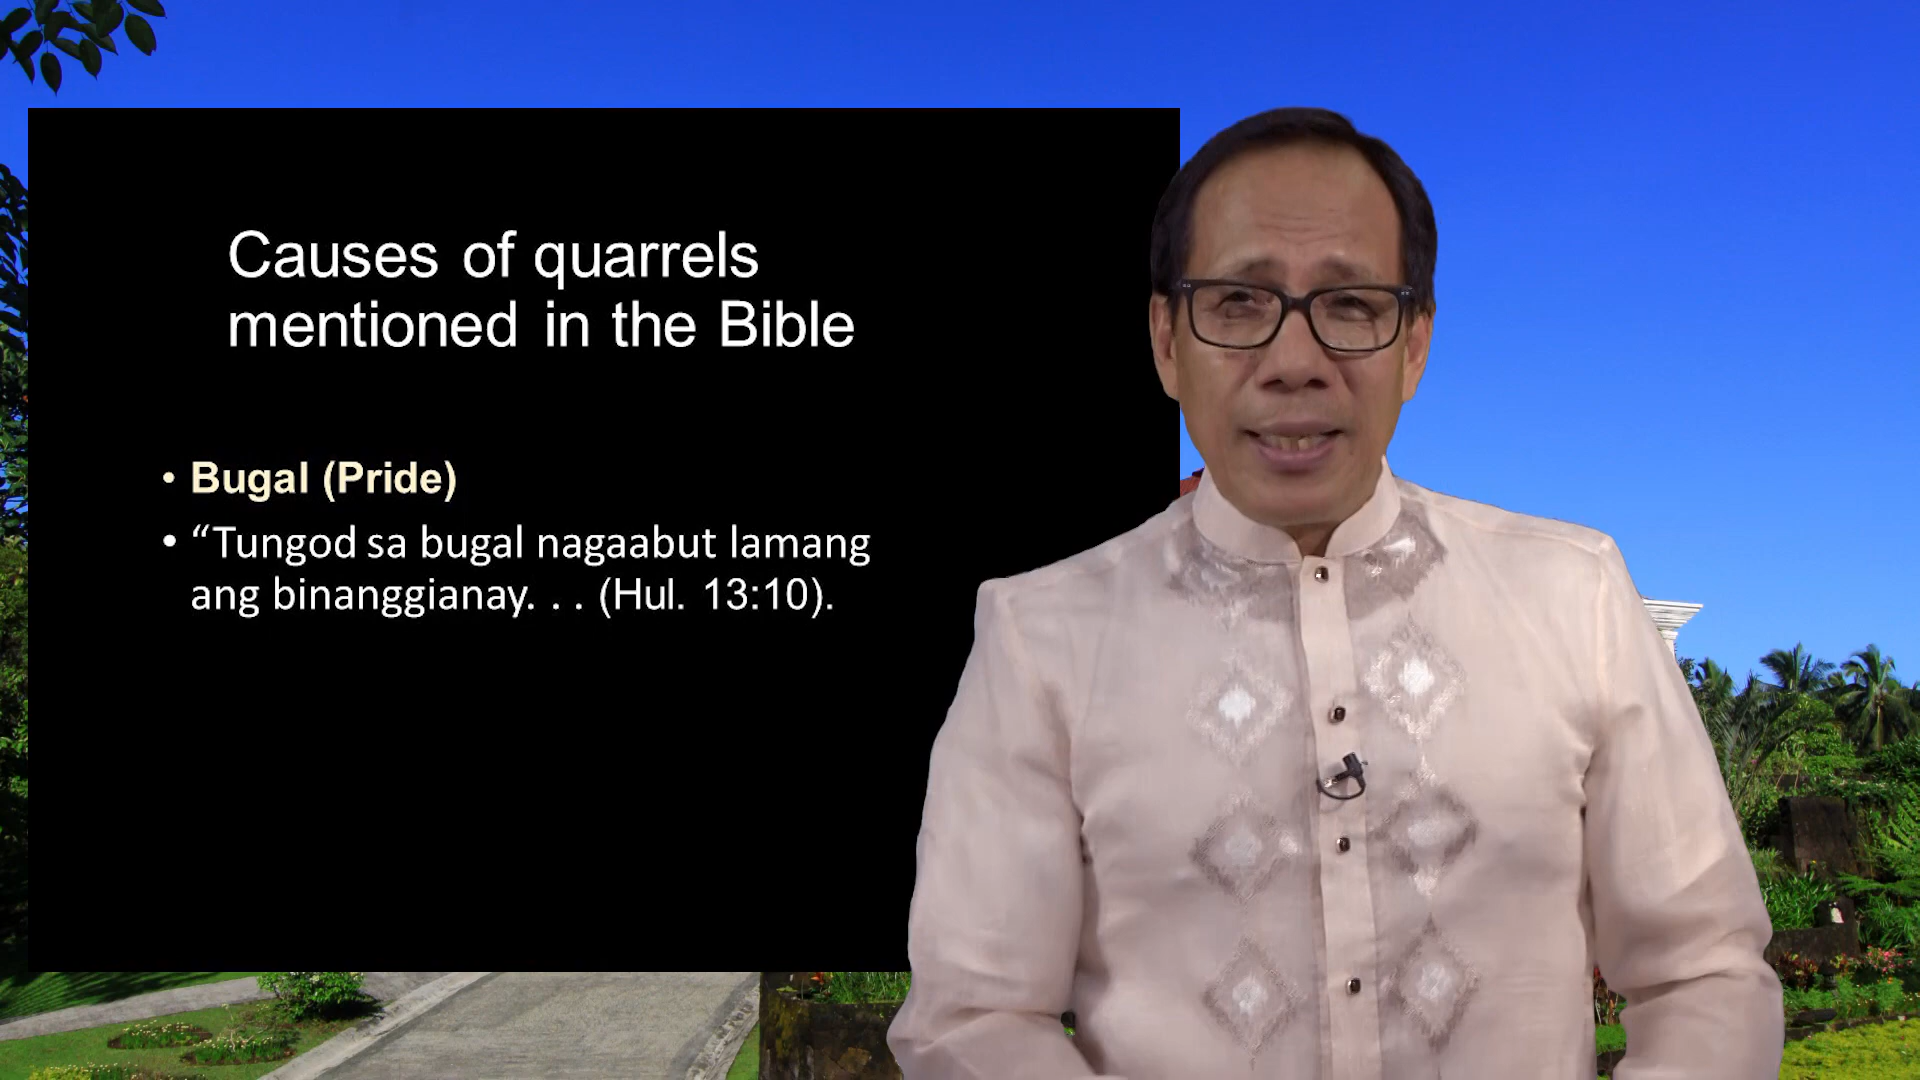 Causes of quarrels
mentioned in the Bible
• Bugal (Pride)
• “Tungod sa bugal nagaabut lamang
ang binanggianay. . . (Hul. 13:10).